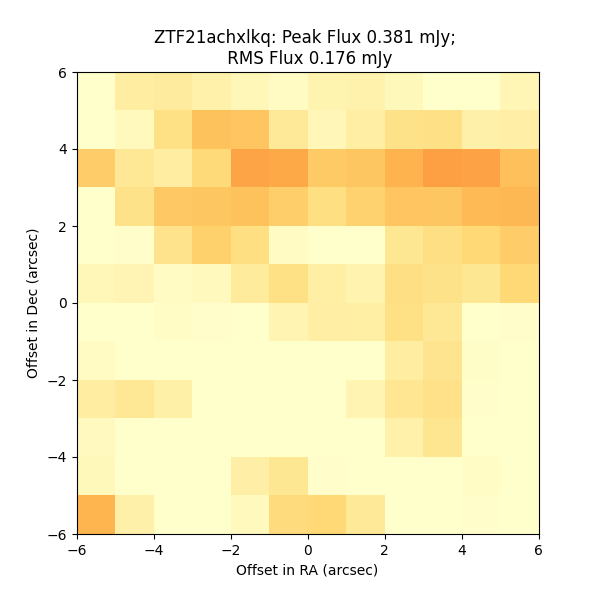 ZTF21achxlkq: Peak Flux 0.381 mJy;
RMS Flux 0.176 mJy
6
4
2
0
−2
−4
−6
Offset in Dec (arcsec)
−6 −4 −2 0 2 4 6
Offset in RA (arcsec)